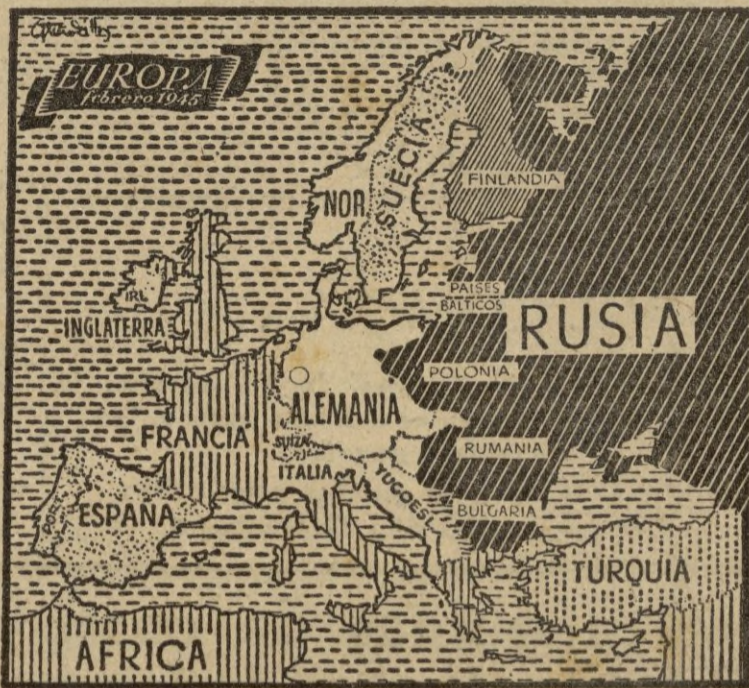 EUROPA
febrero 1945
NOR.
SUECIA
FINLANDIA
IRL.
INGLATERRA
PAISES
BALTICOS
RUSIA
POLONIA
ALEMANIA
FRANCIA
SUIZA
ITALIA
RUMANIA
YUGOESL.
BULGARIA
PORT.
ESPAÑA
TURQUIA
AFRICA